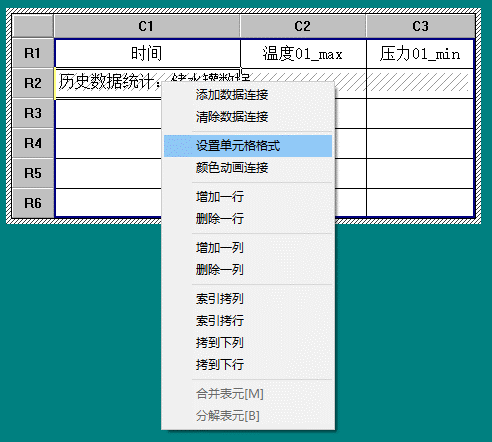 C1 C2 C3
R1 时间 温度01_max 压力01_min
R2 历史数据统计：储水罐数据
R3
R4
R5
R6
添加数据连接
清除数据连接
设置单元格格式
颜色动画连接
增加一行
删除一行
增加一列
删除一列
索引拷列
索引拷行
拷到下列
拷到下行
合并表元[M]
分解表元[B]